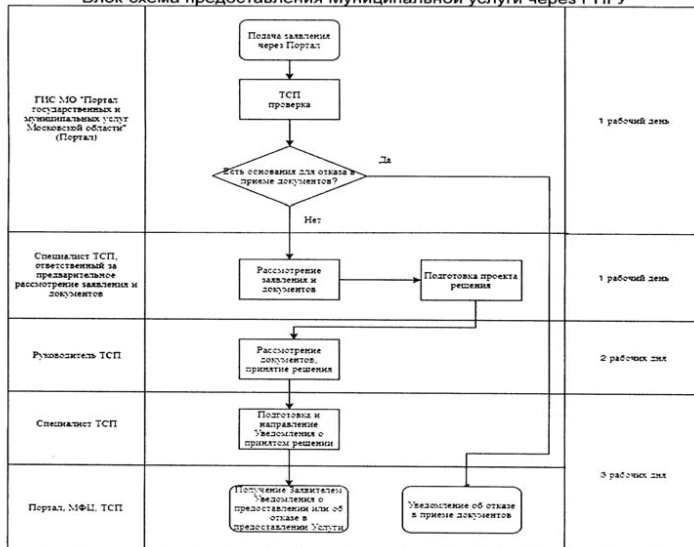 Блок-схема предоставления Муниципальной услуги через РПГУ
Подача заявления
через Портал
ГИС МО "Портал
государственных и
муниципальных услуг
Московской области"
(Портал)
ТСП
проверка
1 рабочий день
Есть основания для отказа в
приеме документов?
Да
Нет
Специалист ТСП,
ответственный за
предварительное
рассмотрение заявления и
документов
Рассмотрение
заявления и
документов
Подготовка проекта
решения
1 рабочий день
Руководитель ТСП
Рассмотрение
документов,
принятие решения
2 рабочих дня
Специалист ТСП
Подготовка и
направление
Уведомления о
принятом решении
3 рабочих дня
Портал, МФЦ, ТСП
Получение заявителем
Уведомления о
предоставлении или об
отказе в
предоставлении Услуги
Уведомление об отказе
в приеме документов